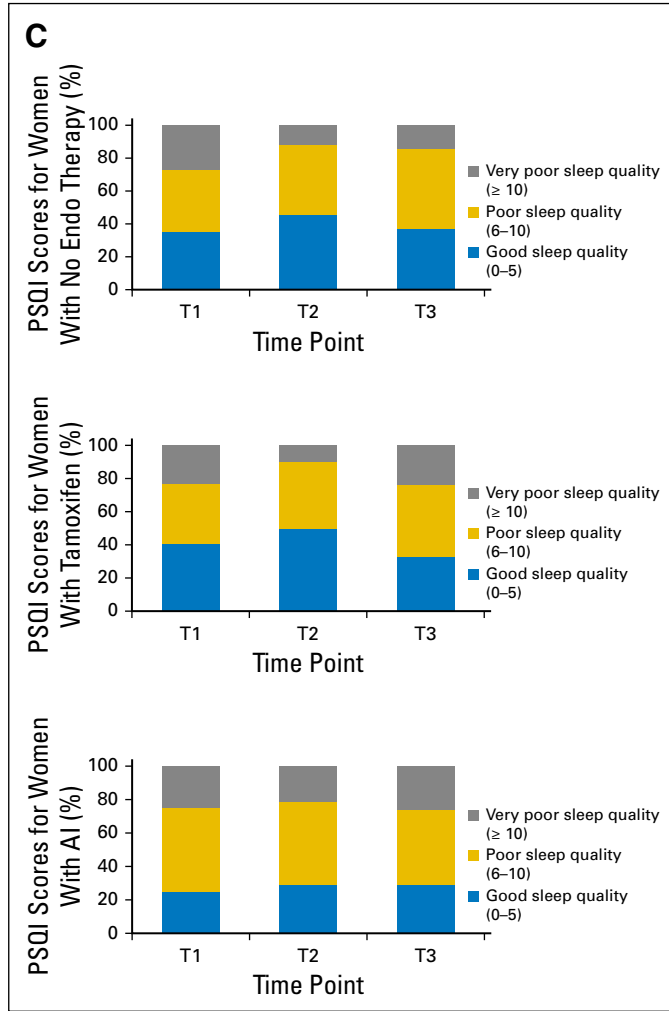 C
PSQI Scores for Women
With No Endo Therapy (%)
100
80
60
40
20
0
T1 T2 T3
Time Point
Very poor sleep quality
(≥ 10)
Poor sleep quality
(6–10)
Good sleep quality
(0–5)
PSQI Scores for Women
With Tamoxifen (%)
100
80
60
40
20
0
T1 T2 T3
Time Point
Very poor sleep quality
(≥ 10)
Poor sleep quality
(6–10)
Good sleep quality
(0–5)
PSQI Scores for Women
With AI (%)
100
80
60
40
20
0
T1 T2 T3
Time Point
Very poor sleep quality
(≥ 10)
Poor sleep quality
(6–10)
Good sleep quality
(0–5)